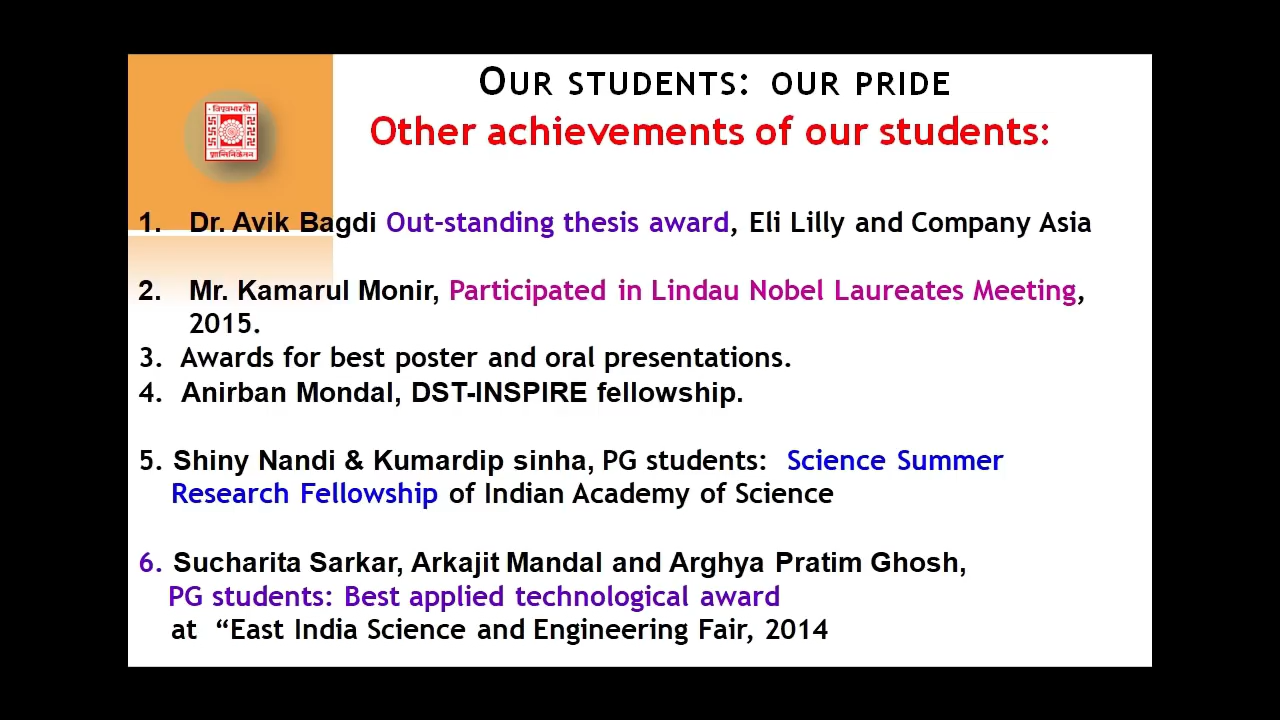 विश्वभारती
शान्तिनिकेतन
OUR STUDENTS: OUR PRIDE
Other achievements of our students:
1. Dr. Avik Bagdi Out-standing thesis award, Eli Lilly and Company Asia
2. Mr. Kamarul Monir, Participated in Lindau Nobel Laureates Meeting,
2015.
3. Awards for best poster and oral presentations.
4. Anirban Mondal, DST-INSPIRE fellowship.
5. Shiny Nandi & Kumardip sinha, PG students: Science Summer
Research Fellowship of Indian Academy of Science
6. Sucharita Sarkar, Arkajit Mandal and Arghya Pratim Ghosh,
PG students: Best applied technological award
at “East India Science and Engineering Fair, 2014